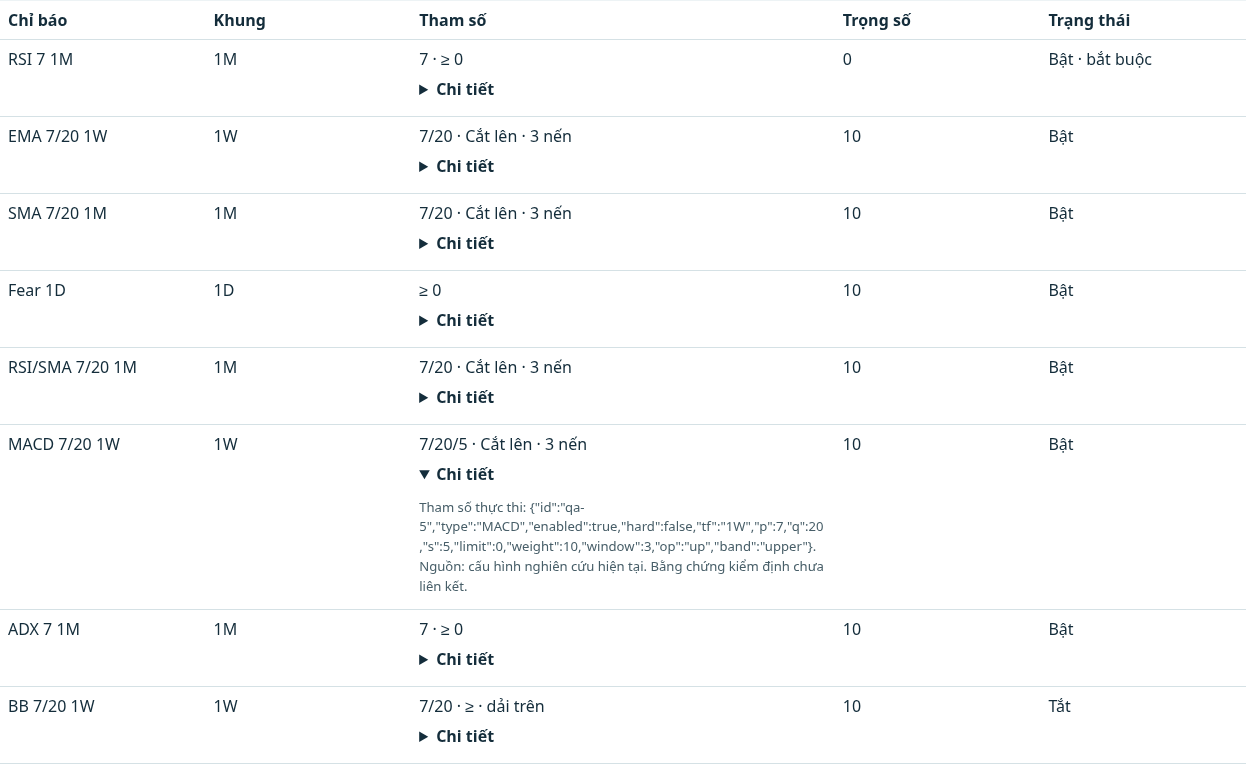 Chỉ báo Khung Tham số Trọng số Trạng thái
RSI 7 1M 1M 7 · ≥ 0 0 Bật · bắt buộc
▶ Chi tiết
EMA 7/20 1W 1W 7/20 · Cắt lên · 3 nến 10 Bật
▶ Chi tiết
SMA 7/20 1M 1M 7/20 · Cắt lên · 3 nến 10 Bật
▶ Chi tiết
Fear 1D 1D ≥ 0 10 Bật
▶ Chi tiết
RSI/SMA 7/20 1M 1M 7/20 · Cắt lên · 3 nến 10 Bật
▶ Chi tiết
MACD 7/20 1W 1W 7/20/5 · Cắt lên · 3 nến 10 Bật
▼ Chi tiết
Tham số thực thi: {"id":"qa-
5","type":"MACD","enabled":true,"hard":false,"tf":"1W","p":7,"q":20
,"s":5,"limit":0,"weight":10,"window":3,"op":"up","band":"upper"}.
Nguồn: cấu hình nghiên cứu hiện tại. Bằng chứng kiểm định chưa
liên kết.
ADX 7 1M 1M 7 · ≥ 0 10 Bật
▶ Chi tiết
BB 7/20 1W 1W 7/20 · ≥ · dải trên 10 Tắt
▶ Chi tiết